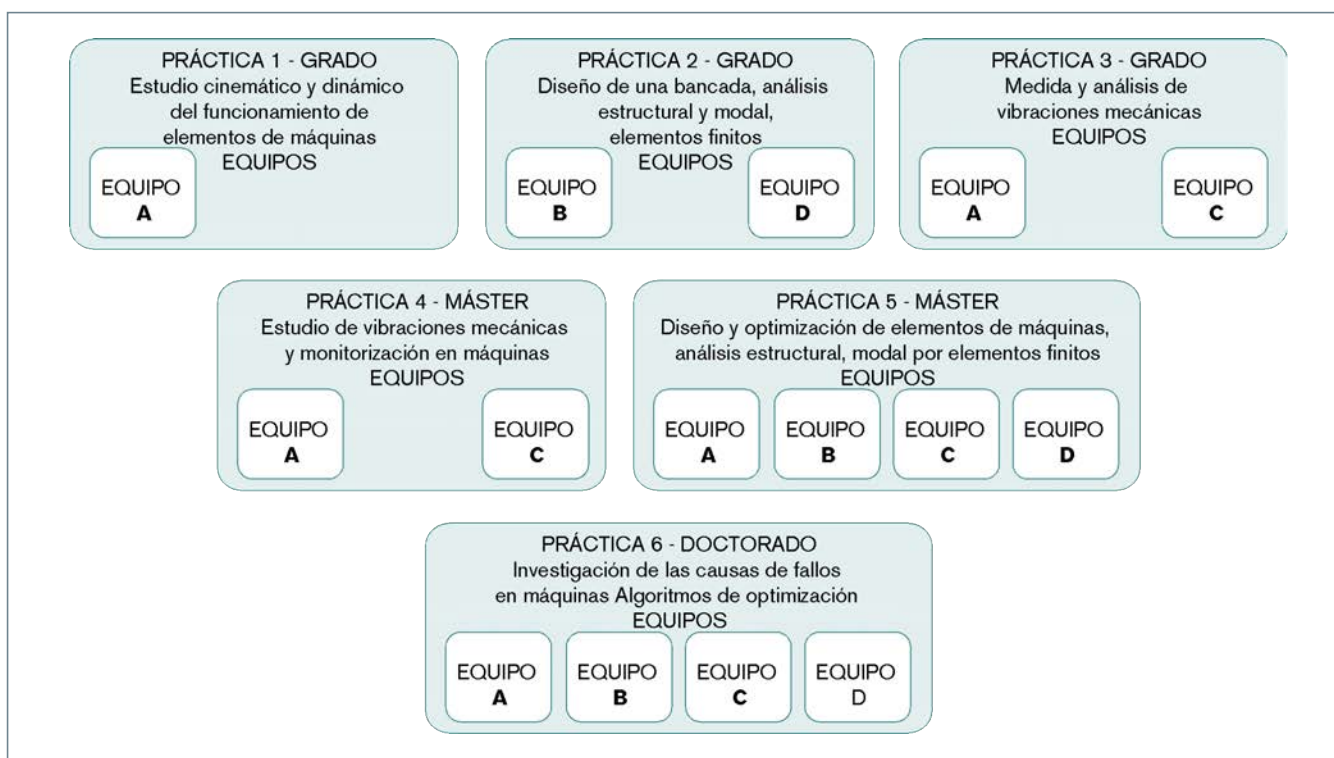 PRÁCTICA 1 - GRADO
Estudio cinemático y dinámico
del funcionamiento de
elementos de máquinas
EQUIPOS
EQUIPO
A
PRÁCTICA 2 - GRADO
Diseño de una bancada, análisis
estructural y modal,
elementos finitos
EQUIPOS
EQUIPO
B
EQUIPO
D
PRÁCTICA 3 - GRADO
Medida y análisis de
vibraciones mecánicas
EQUIPOS
EQUIPO
A
EQUIPO
C
PRÁCTICA 4 - MÁSTER
Estudio de vibraciones mecánicas
y monitorización en máquinas
EQUIPOS
EQUIPO
A
EQUIPO
C
PRÁCTICA 5 - MÁSTER
Diseño y optimización de elementos de máquinas,
análisis estructural, modal por elementos finitos
EQUIPOS
EQUIPO
A
EQUIPO
B
EQUIPO
C
EQUIPO
D
PRÁCTICA 6 - DOCTORADO
Investigación de las causas de fallos
en máquinas Algoritmos de optimización
EQUIPOS
EQUIPO
A
EQUIPO
B
EQUIPO
C
EQUIPO
D